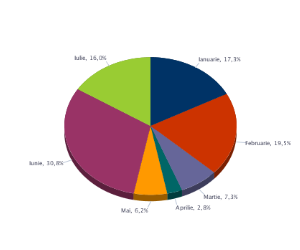 Iulie, 16,0%
Ianuarie, 17,3%
Februarie, 19,5%
Iunie, 30,8%
Martie, 7,3%
Aprilie, 2,8%
Mai, 6,2%